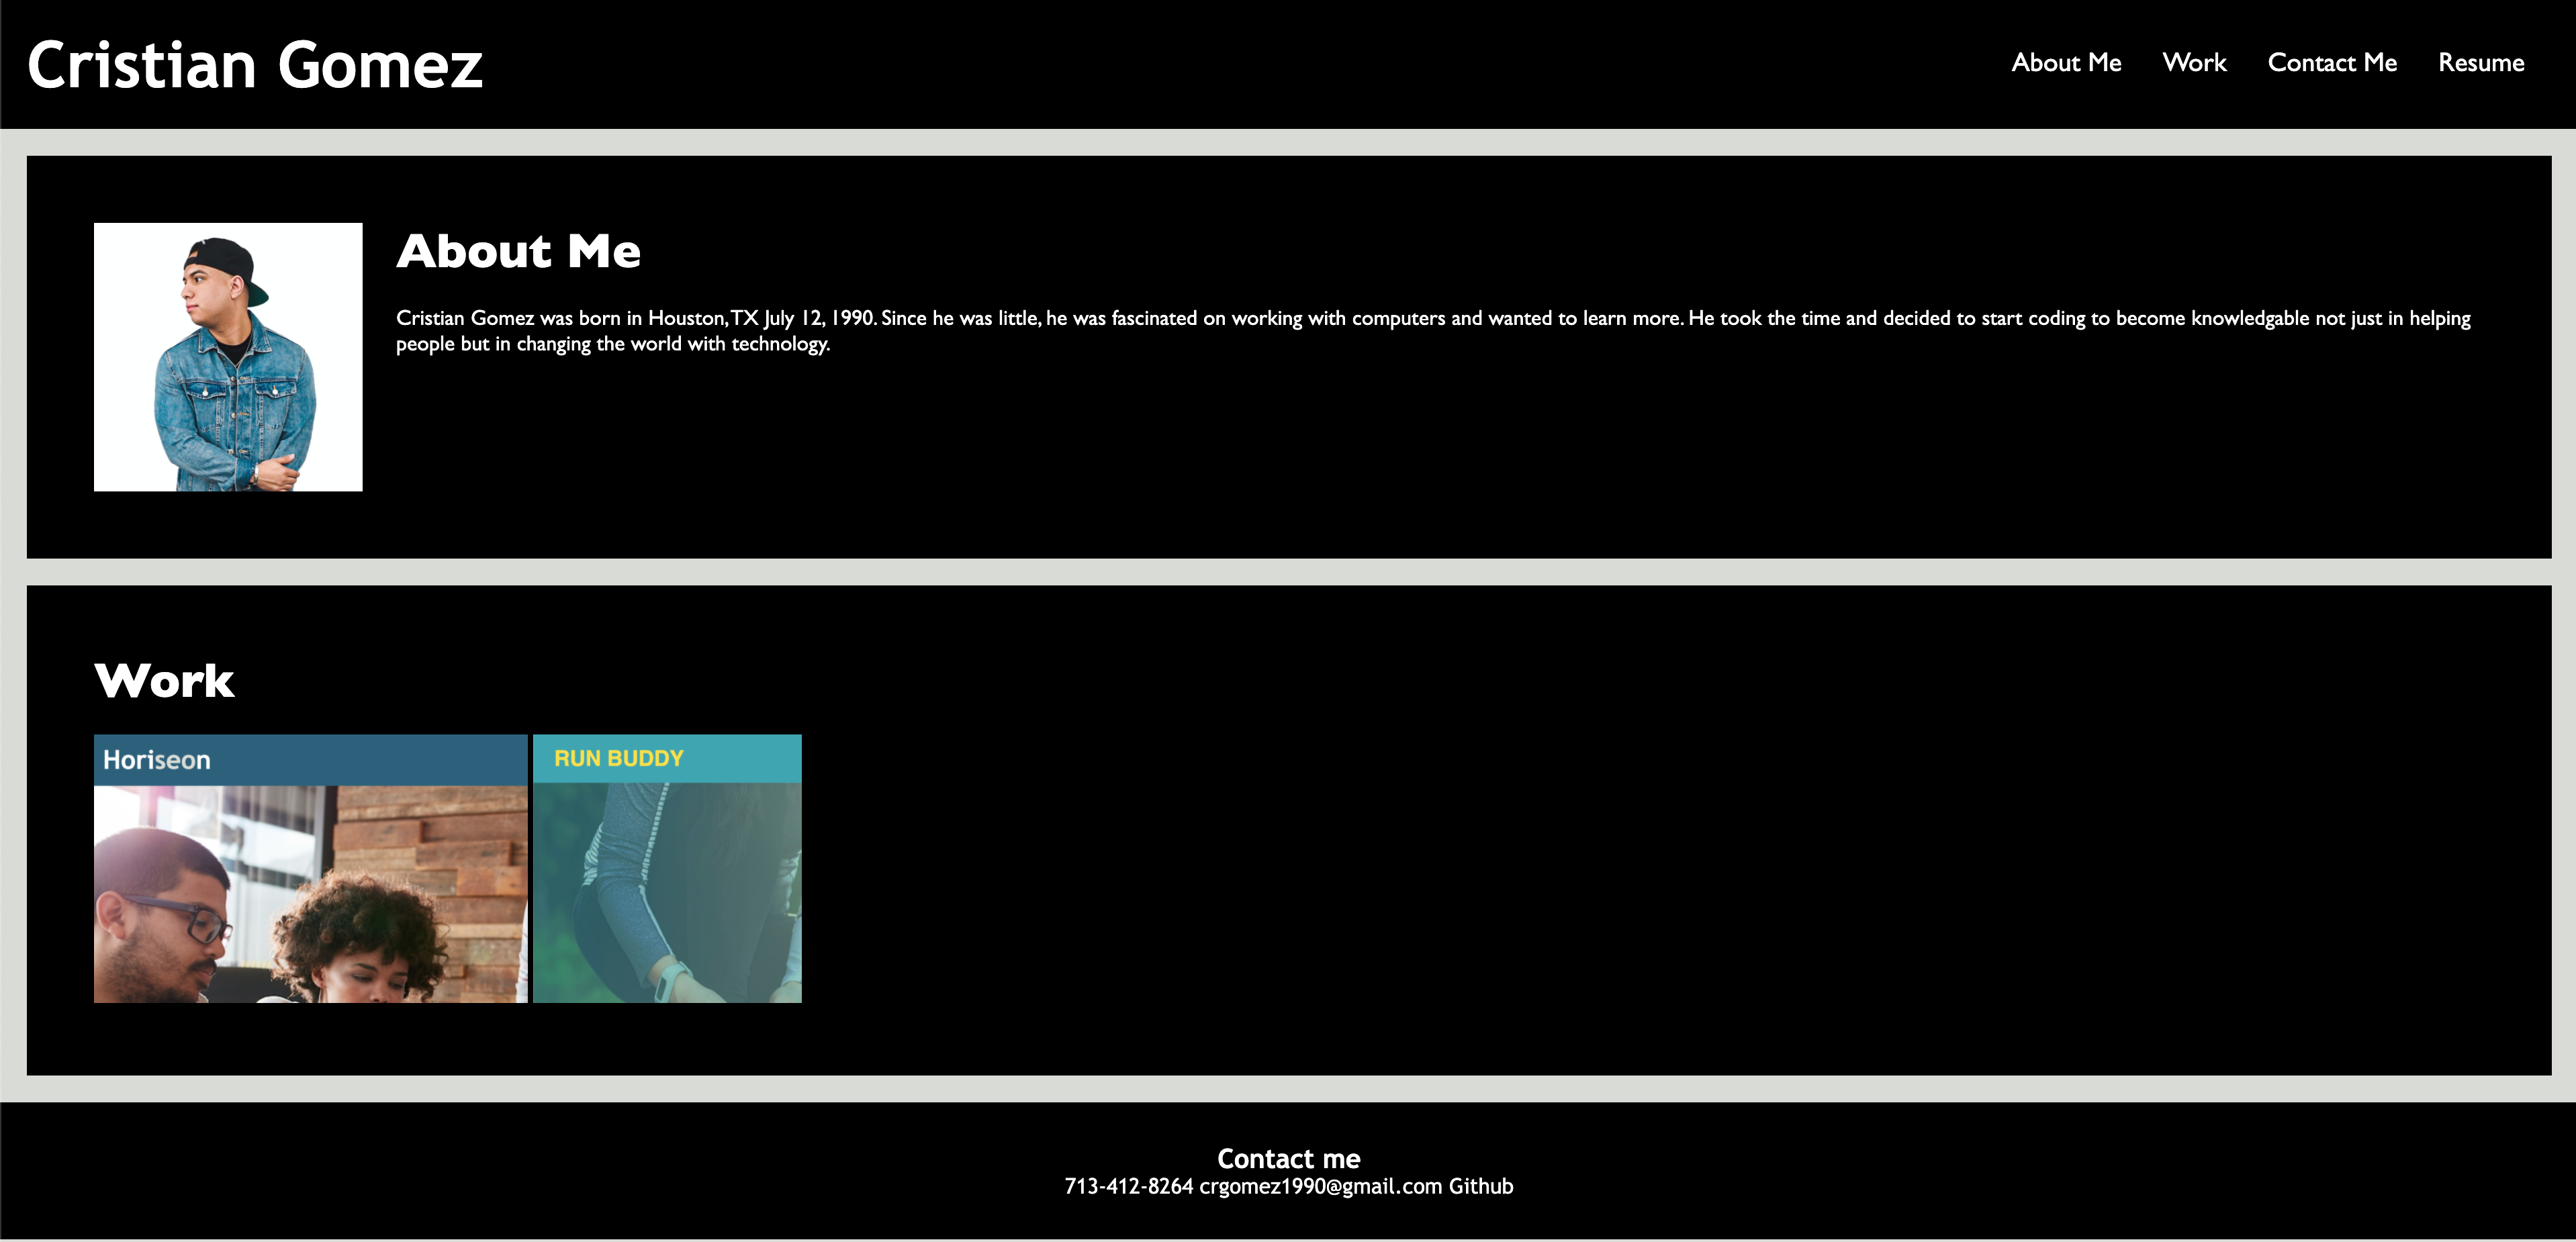 Cristian Gomez
About Me Work Contact Me Resume
About Me
Cristian Gomez was born in Houston, TX July 12, 1990. Since he was little, he was fascinated on working with computers and wanted to learn more. He took the time and decided to start coding to become knowledgable not just in helping
people but in changing the world with technology.
Work
Horiseon
RUN BUDDY
Contact me
713-412-8264 crgomez1990@gmail.com Github